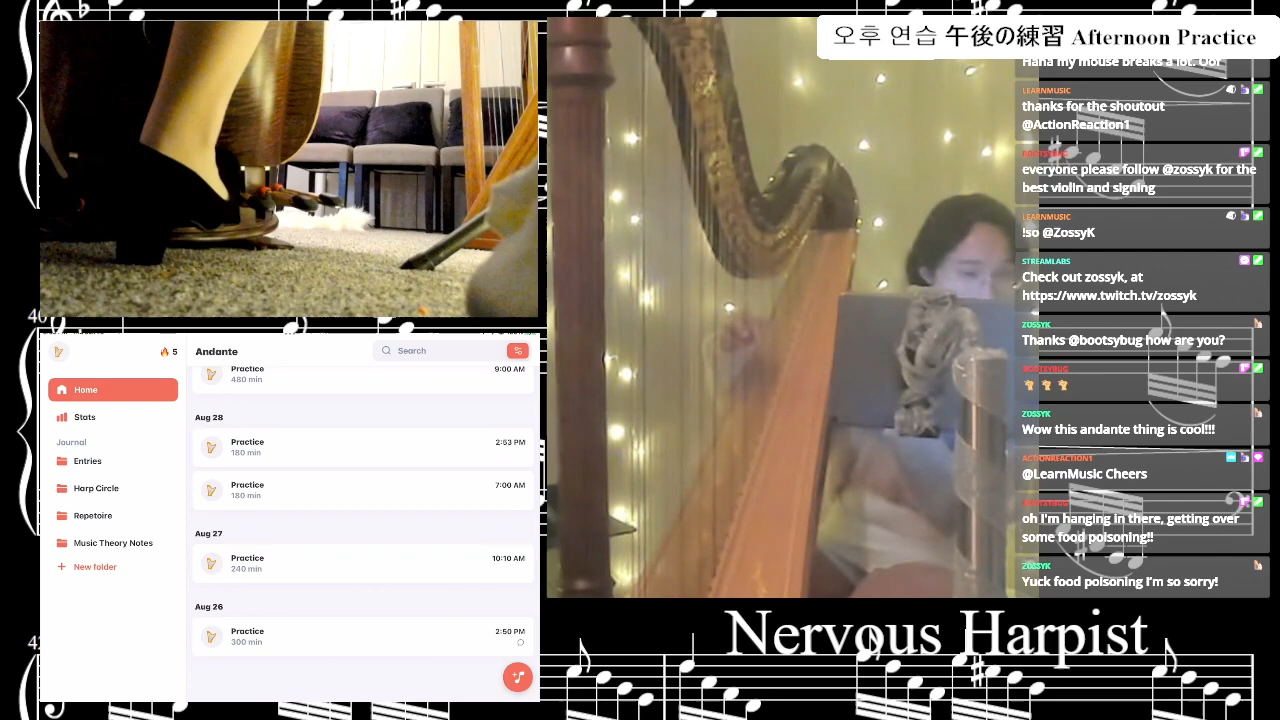 오후 연습 午後の練習 Afternoon Practice
Haha my mouse breaks a lot. Oof
LEARNMUSIC
thanks for the shoutout
@ActionReaction1
BOOTSYBUG
everyone please follow @zossyk for the
best violin and signing
LEARNMUSIC
!so @ZossyK
STREAMLABS
Check out zossyk, at
https://www.twitch.tv/zossyk
ZOSSYK
Thanks @bootsybug how are you?
BOOTSYBUG
ZOSSYK
Wow this andante thing is cool!!!
ACTIONREACTION1
@LearnMusic Cheers
BOOTSYBUG
oh I'm hanging in there, getting over
some food poisoning!!
ZOSSYK
Yuck food poisoning I'm so sorry!
5
Home
Stats
Journal
Entries
Harp Circle
Repetoire
Music Theory Notes
+ New folder
Andante
Search
Practice 9:00 AM
480 min
Aug 28
Practice 2:53 PM
180 min
Practice 7:00 AM
180 min
Aug 27
Practice 10:10 AM
240 min
Aug 26
Practice 2:50 PM
300 min
Nervous Harpist